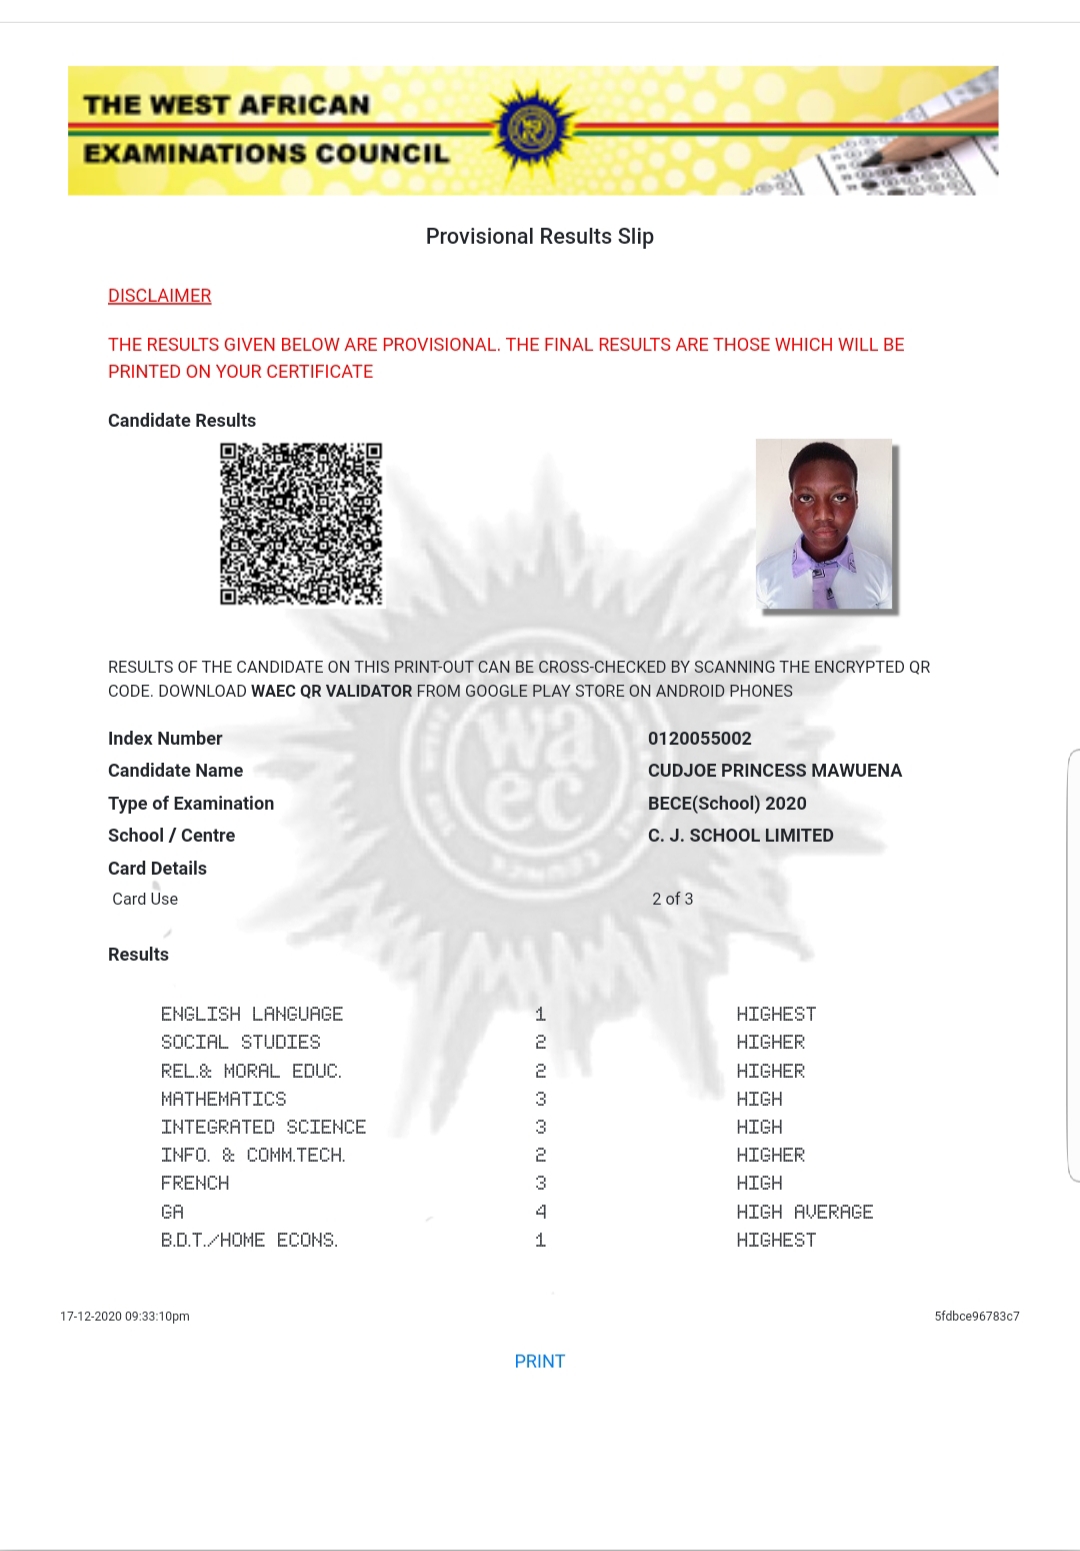 THE WEST AFRICAN
EXAMINATIONS COUNCIL
Provisional Results Slip
DISCLAIMER
THE RESULTS GIVEN BELOW ARE PROVISIONAL. THE FINAL RESULTS ARE THOSE WHICH WILL BE
PRINTED ON YOUR CERTIFICATE
Candidate Results
RESULTS OF THE CANDIDATE ON THIS PRINT-OUT CAN BE CROSS-CHECKED BY SCANNING THE ENCRYPTED QR
CODE. DOWNLOAD WAEC QR VALIDATOR FROM GOOGLE PLAY STORE ON ANDROID PHONES
wa
ec
Index Number 0120055002
Candidate Name CUDJOE PRINCESS MAWUENA
Type of Examination BECE(School) 2020
School / Centre C. J. SCHOOL LIMITED
Card Details
Card Use 2 of 3
Results
ENGLISH LANGUAGE 1 HIGHEST
SOCIAL STUDIES 2 HIGHER
REL.& MORAL EDUC. 2 HIGHER
MATHEMATICS 3 HIGH
INTEGRATED SCIENCE 3 HIGH
INFO. & COMM.TECH. 2 HIGHER
FRENCH 3 HIGH
GA 4 HIGH AVERAGE
B.D.T./HOME ECONS. 1 HIGHEST
17-12-2020 09:33:10pm 5fdbce96783c7
PRINT